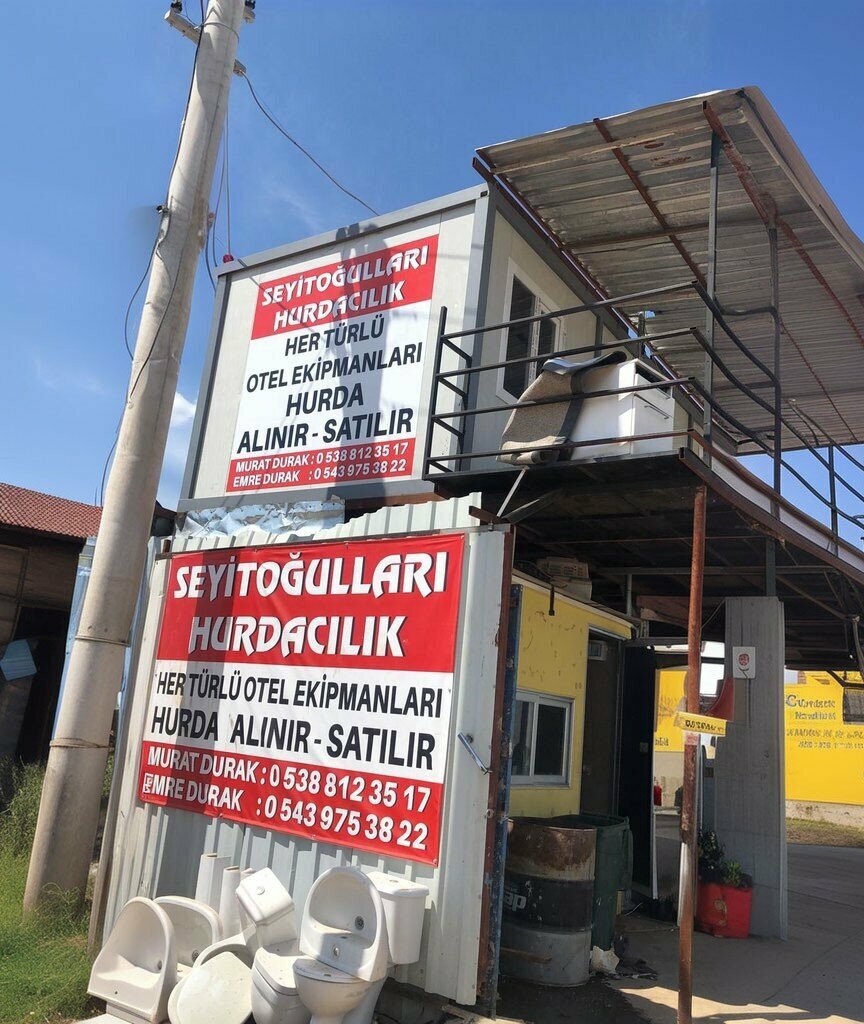 SEYİTOĞULLARI
HURDACILIK
HER TÜRLÜ
OTEL EKİPMANLARI
HURDA
ALINIR - SATILIR
MURAT DURAK : 0 538 812 35 17
EMRE DURAK : 0 543 975 38 22
SEYİTOĞULLARI
HURDACILIK
HER TÜRLÜ OTEL EKİPMANLARI
HURDA ALINIR - SATILIR
MURAT DURAK : 0 538 812 35 17
EMRE DURAK : 0 543 975 38 22